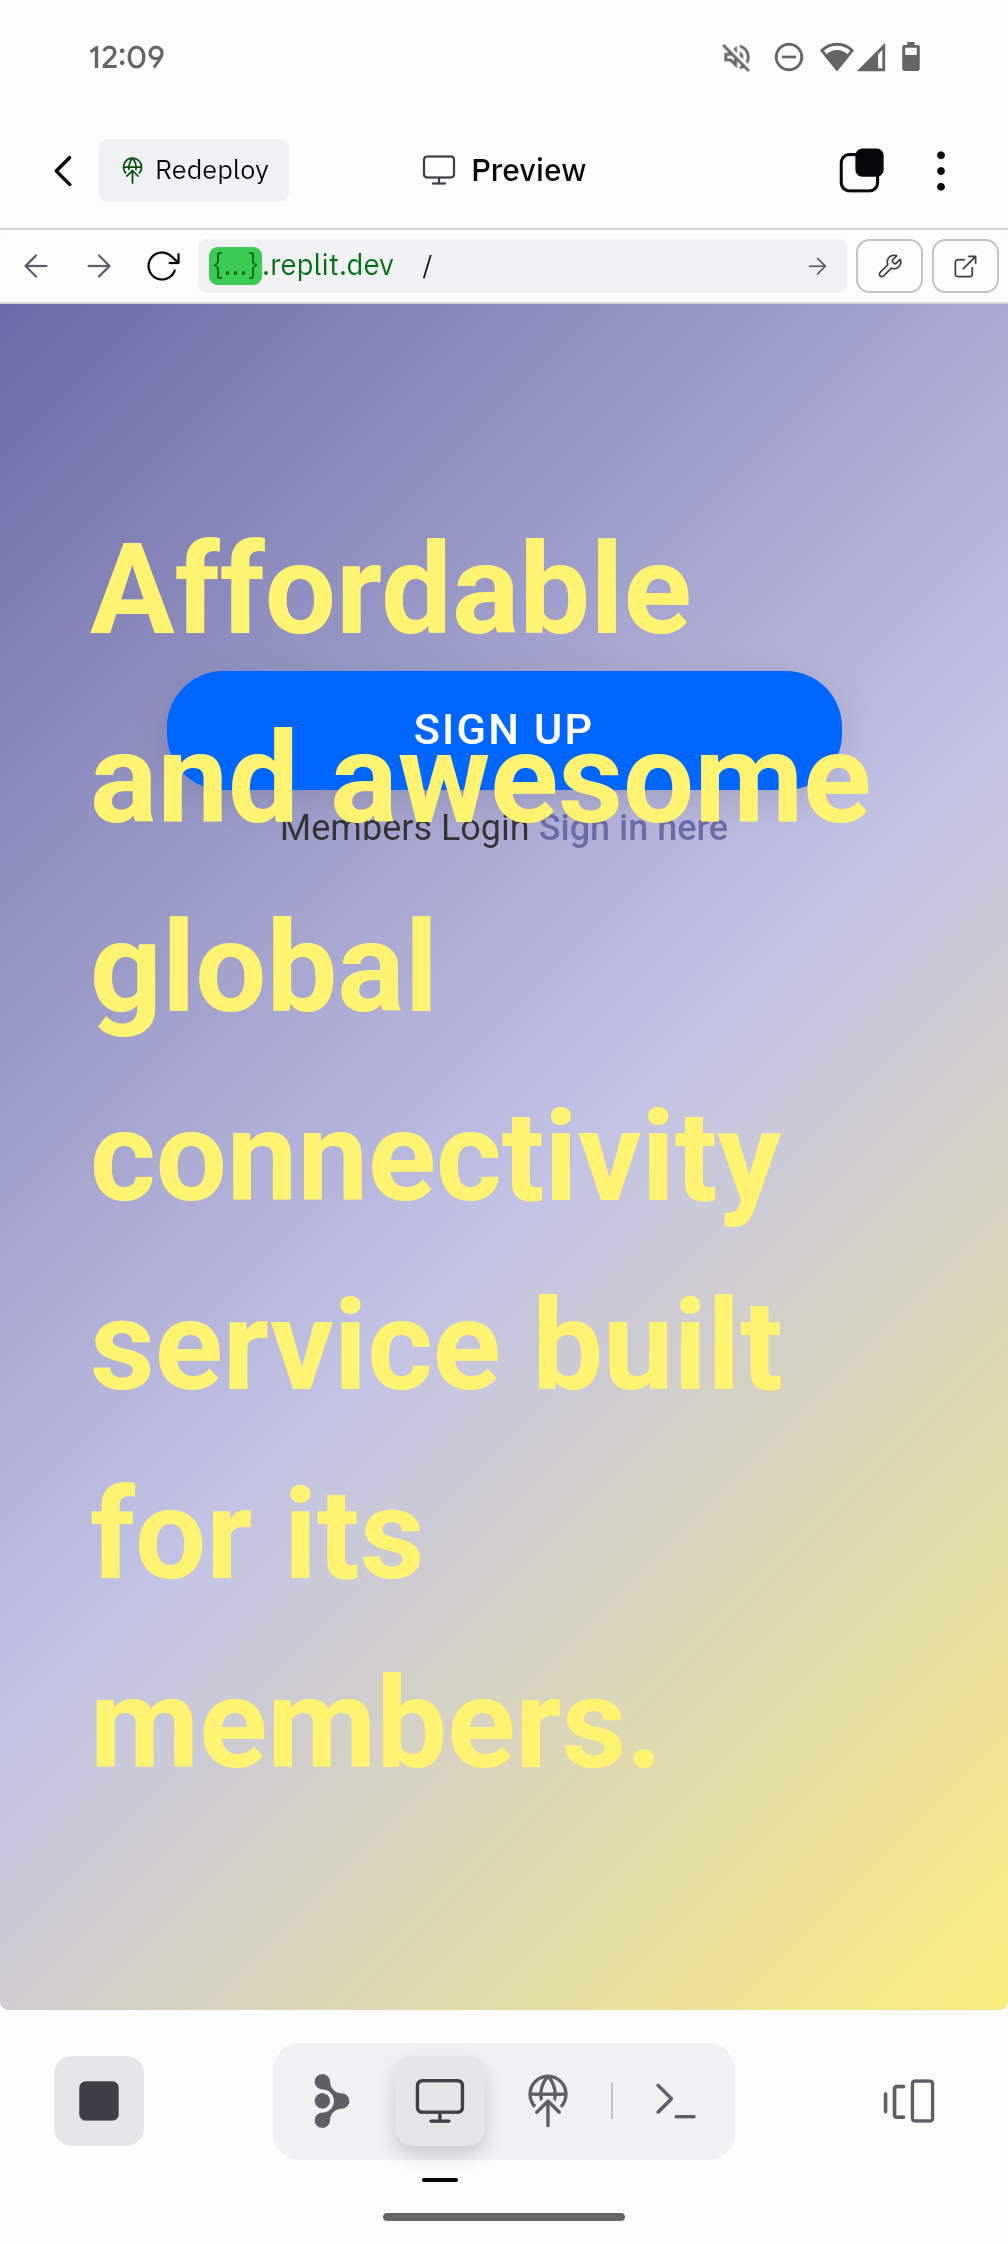 12:09
Redeploy
Preview
{...}.replit.dev /
Affordable
SIGN UP
and awesome
Members Login Sign in here
global
connectivity
service built
for its
members.